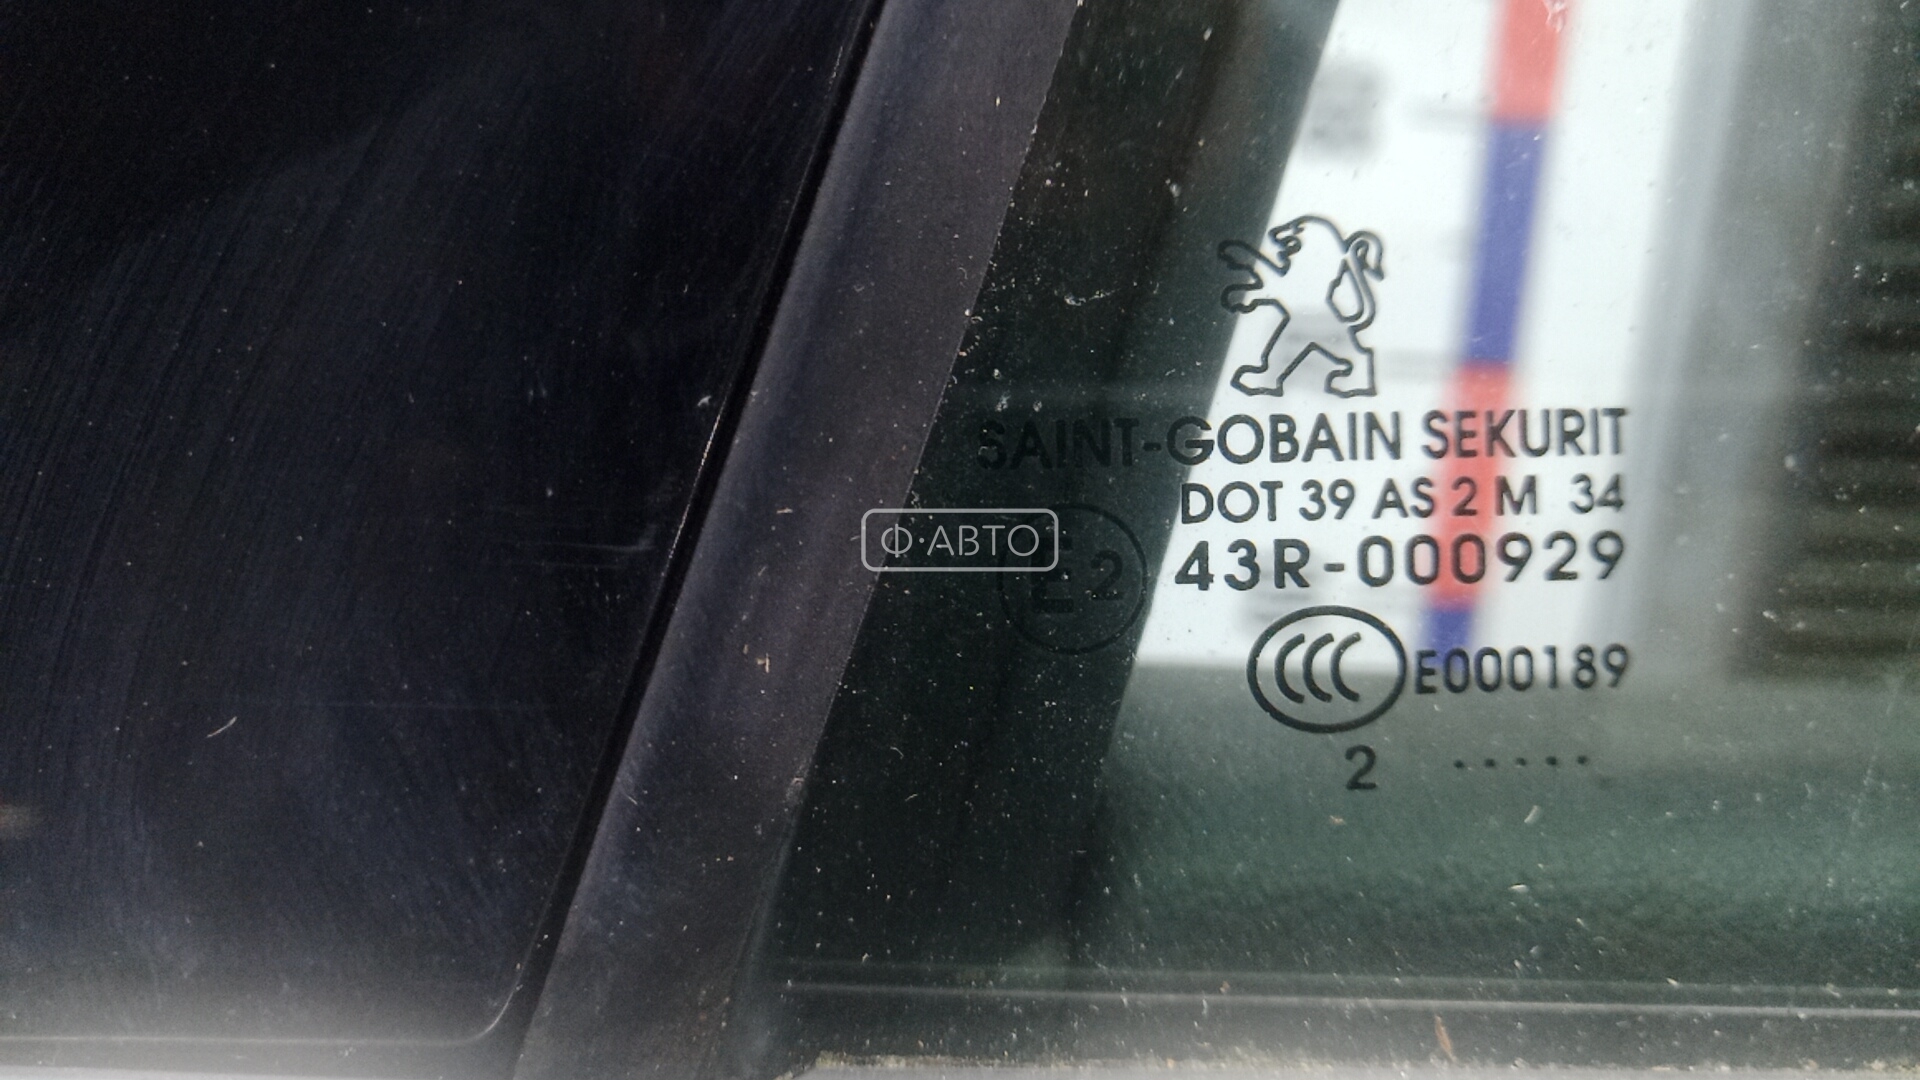 SAINT-GOBAIN SEKURIT
DOT 39 AS 2 M 34
Ф·АВТО
E2 43R-000929
CCC E000189
2 .....